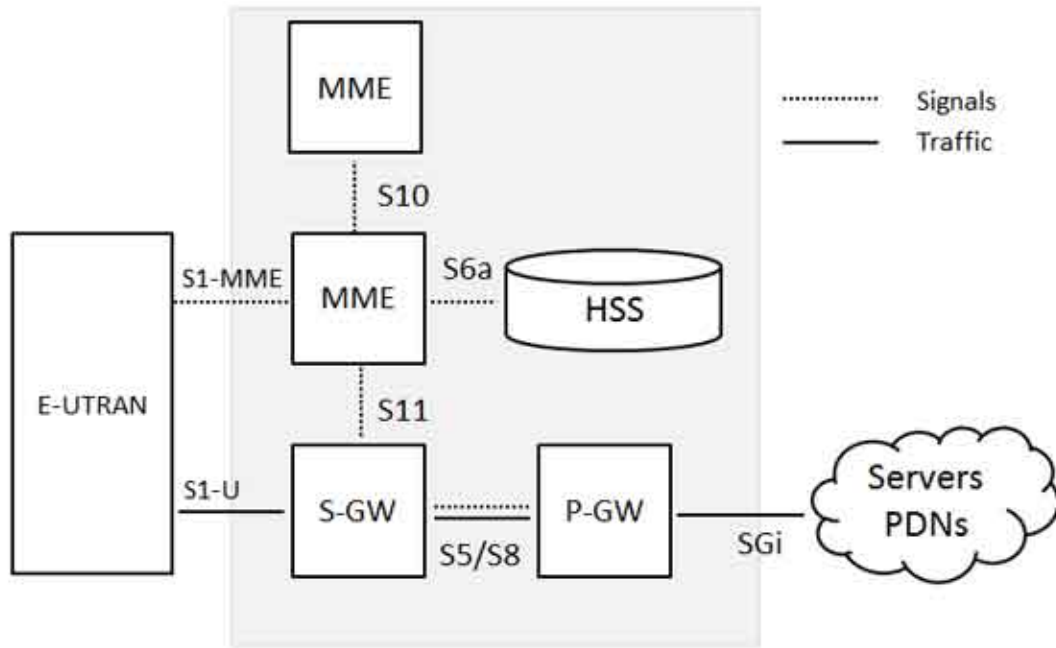 MME
Signals
Traffic
S10
S1-MME
MME
S6a
HSS
E-UTRAN
S11
S1-U
S-GW
S5/S8
P-GW
SGi
Servers
PDNs